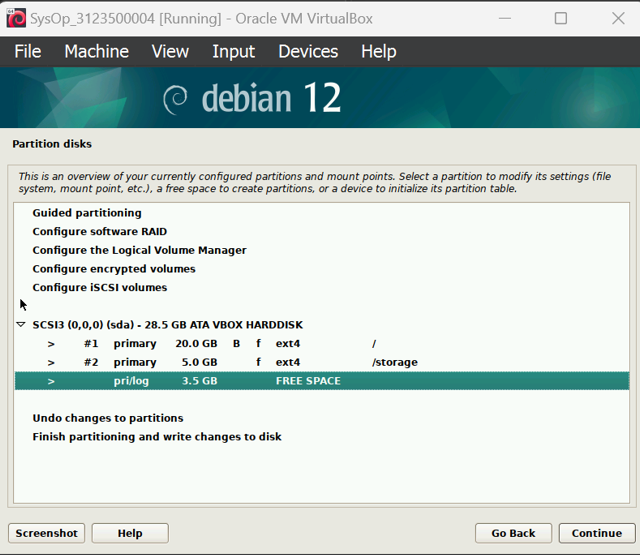 SysOp_3123500004 [Running] - Oracle VM VirtualBox
File Machine View Input Devices Help
debian 12
Partition disks
This is an overview of your currently configured partitions and mount points. Select a partition to modify its settings (file
system, mount point, etc.), a free space to create partitions, or a device to initialize its partition table.
Guided partitioning
Configure software RAID
Configure the Logical Volume Manager
Configure encrypted volumes
Configure iSCSI volumes
SCSI3 (0,0,0) (sda) - 28.5 GB ATA VBOX HARDDISK
> #1 primary 20.0 GB B f ext4 /
> #2 primary 5.0 GB f ext4 /storage
> pri/log 3.5 GB FREE SPACE
Undo changes to partitions
Finish partitioning and write changes to disk
Screenshot Help Go Back Continue